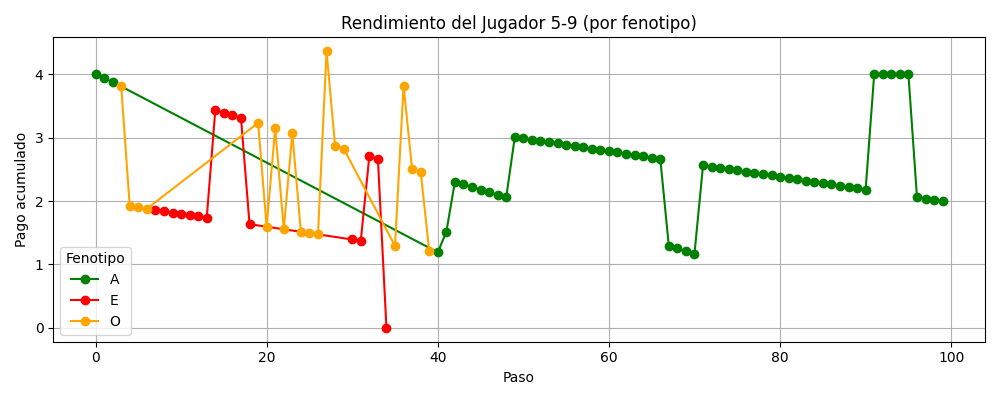 Rendimiento del Jugador 5-9 (por fenotipo)
Pago acumulado
4
3
2
1
0
Fenotipo
A
E
O
0 20 40 60 80 100
Paso